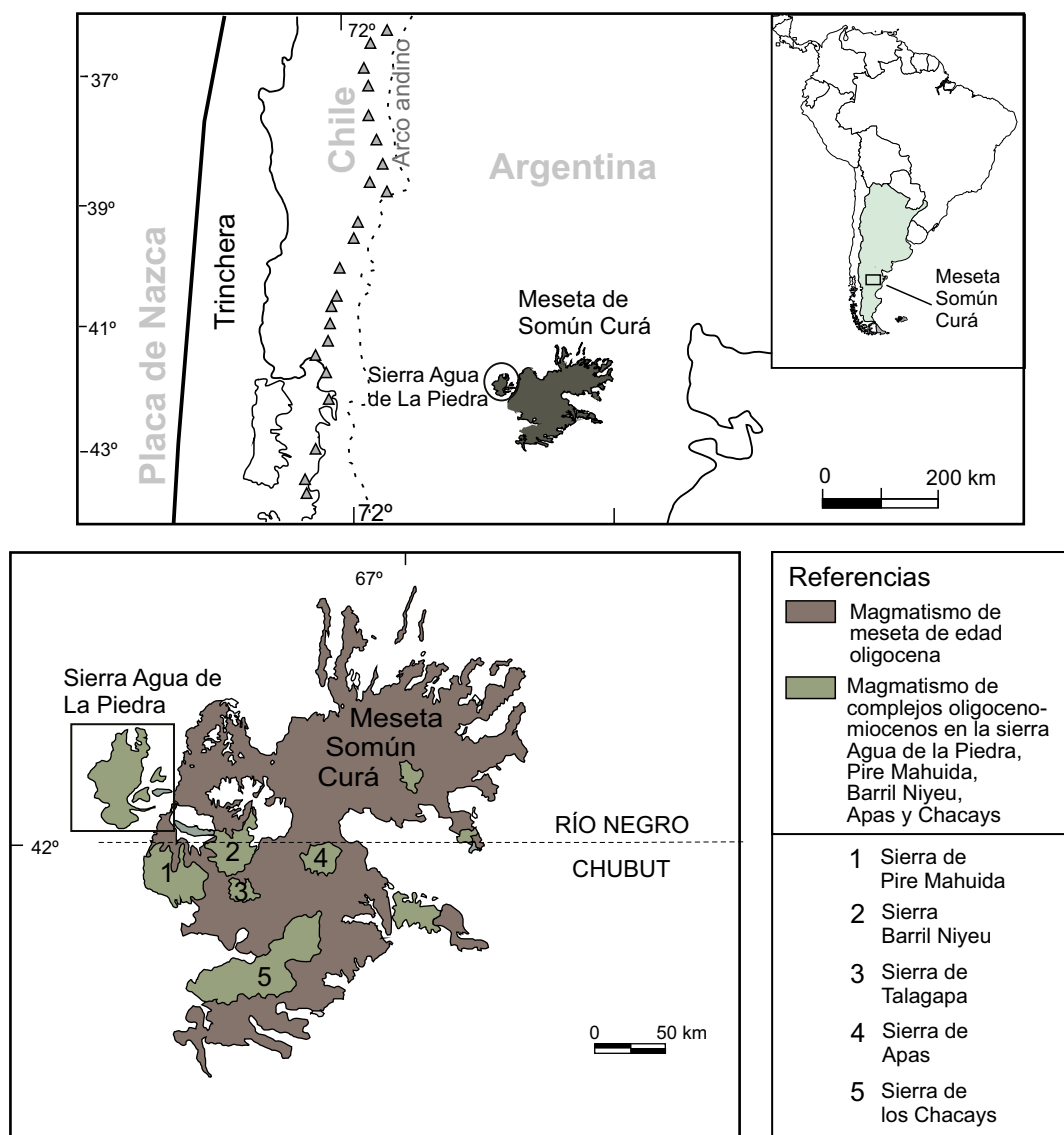 72º
37º
39º
41º
43º
Placa de Nazca
Trinchera
Chile
Arco andino
Argentina
Meseta de
Somún Curá
Sierra Agua
de La Piedra
72º
0
200 km
Meseta
Somún
Curá
67º
Sierra Agua de
La Piedra
Meseta
Somún
Curá
RÍO NEGRO
42º
CHUBUT
1
2
3
4
5
0
50 km
Referencias
Magmatismo de
meseta de edad
oligocena
Magmatismo de
complejos oligoceno-
miocenos en la sierra
Agua de la Piedra,
Pire Mahuida,
Barril Niyeu,
Apas y Chacays
1 Sierra de
Pire Mahuida
2 Sierra
Barril Niyeu
3 Sierra de
Talagapa
4 Sierra de
Apas
5 Sierra de
los Chacays